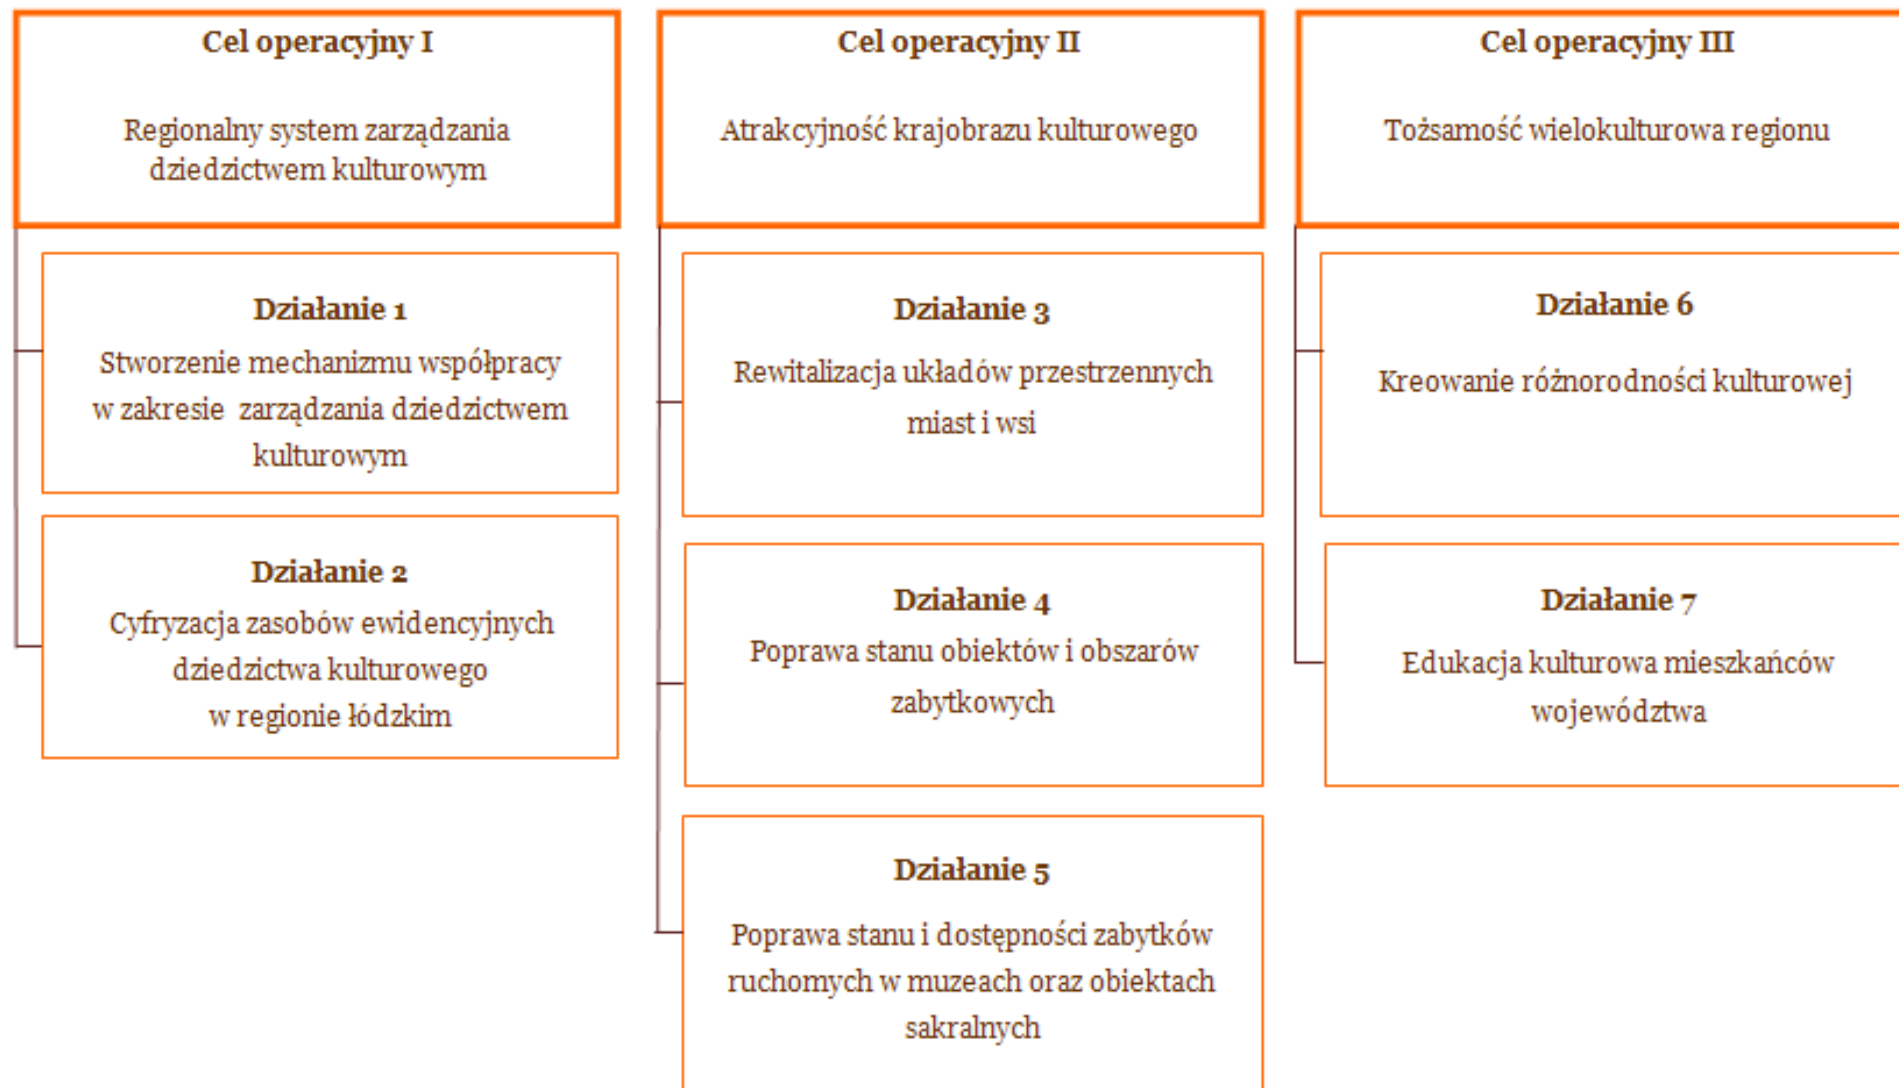 Cel operacyjny I
Regionalny system zarządzania
dziedzictwem kulturowym
Działanie 1
Stworzenie mechanizmu współpracy
w zakresie zarządzania dziedzictwem
kulturowym
Działanie 2
Cyfryzacja zasobów ewidencyjnych
dziedzictwa kulturowego
w regionie łódzkim
Cel operacyjny II
Atrakcyjność krajobrazu kulturowego
Działanie 3
Rewitalizacja układów przestrzennych
miast i wsi
Działanie 4
Poprawa stanu obiektów i obszarów
zabytkowych
Działanie 5
Poprawa stanu i dostępności zabytków
ruchomych w muzeach oraz obiektach
sakralnych
Cel operacyjny III
Tożsamość wielokulturowa regionu
Działanie 6
Kreowanie różnorodności kulturowej
Działanie 7
Edukacja kulturowa mieszkańców
województwa